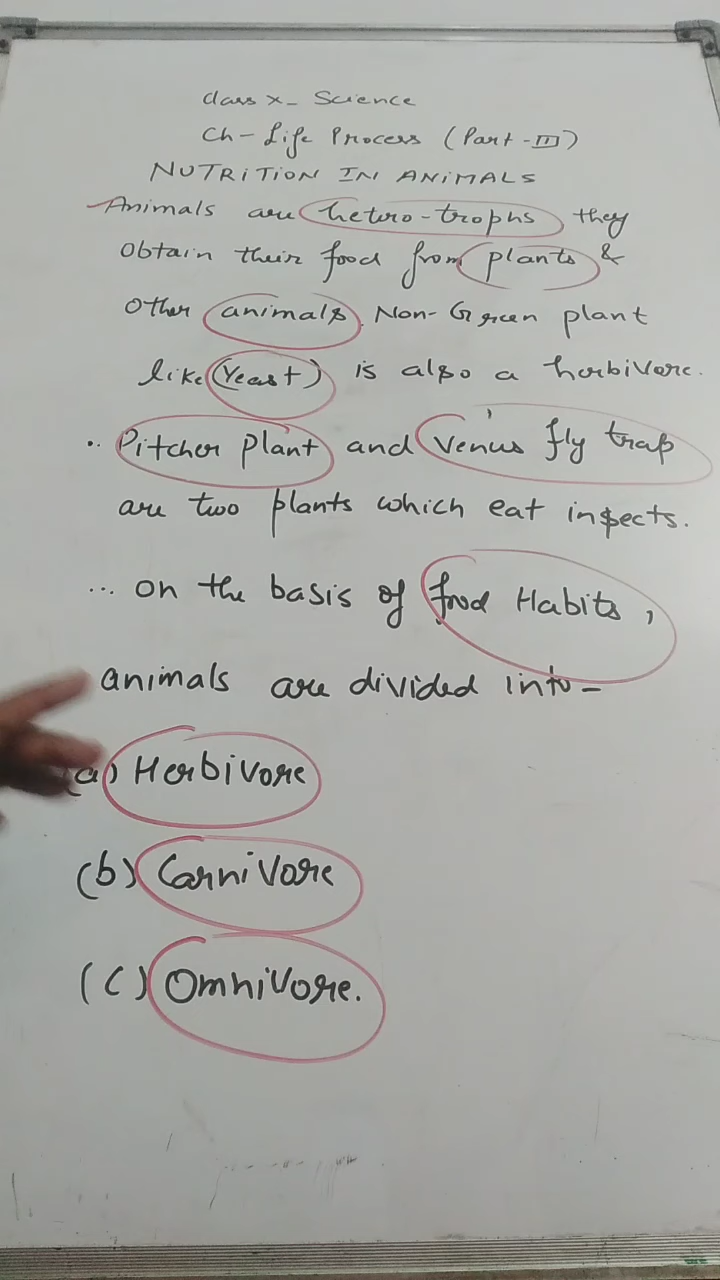 class x - Science
Ch - Life Process (Part - III)
NUTRITION IN ANIMALS
Animals are hetero-trophs they
Obtain their food from plants &
Other animals. Non-Green plant
like (Yeast) is also a herbivore.
.. Pitcher plant and Venus fly trap
are two plants which eat insects.
... on the basis of food Habits,
animals are divided into -
(a) Herbivore
(b) Carnivore
(C) Omnivore.